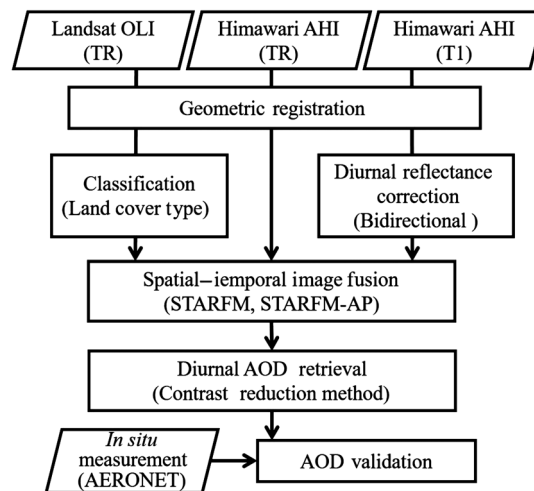 Landsat OLI
(TR)
Himawari AHI
(TR)
Himawari AHI
(T1)
Geometric registration
Classification
(Land cover type)
Diurnal reflectance
correction
(Bidirectional )
Spatial–iemporal image fusion
(STARFM, STARFM-AP)
Diurnal AOD retrieval
(Contrast reduction method)
In situ
measurement
(AERONET)
AOD validation